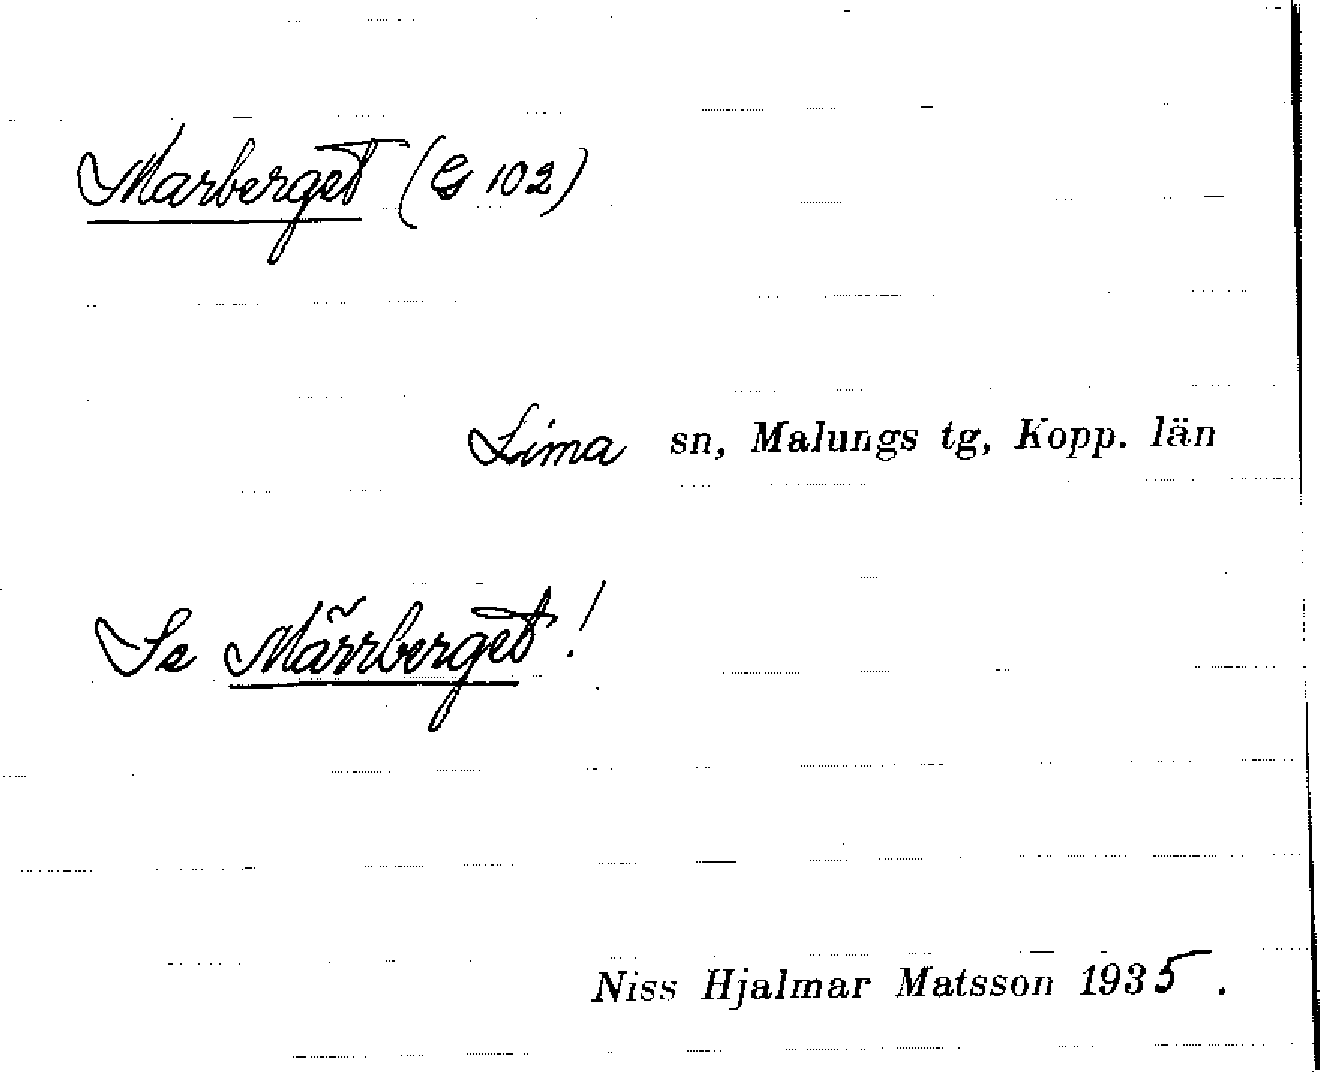 Marberget (G 102)
Lima sn, Malungs tg, Kopp. län
Se Märrberget!
Niss Hjalmar Matsson 1935.